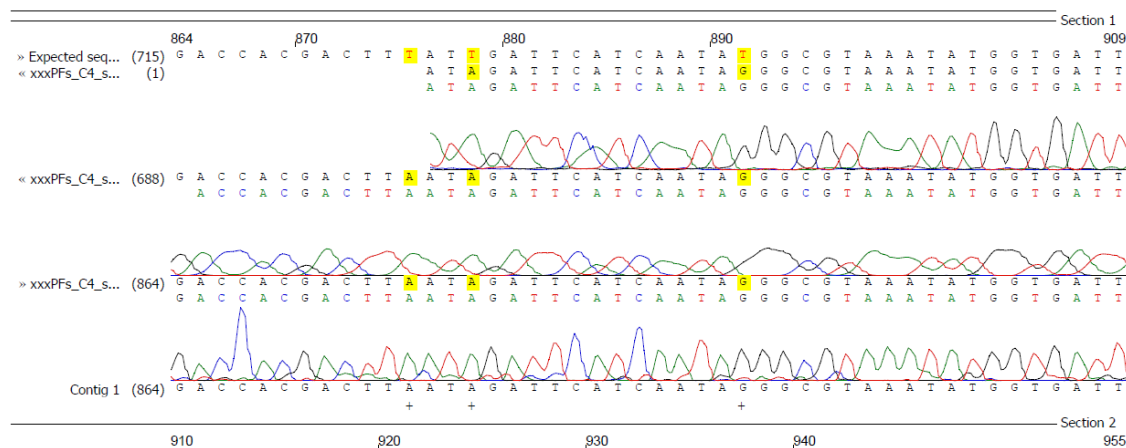 Section 1
864 870 880 890 909
» Expected seq... (715) G A C C A C G A C T T T A T T G A T T C A T C A A T A T G G C G T A A A T A T G G T G A T T
« xxxPFs_C4_s... (1) A T A G A T T C A T C A A T A G G G C G T A A A T A T G G T G A T T
A T A G A T T C A T C A A T A G G G C G T A A A T A T G G T G A T T
« xxxPFs_C4_s... (688) G A C C A C G A C T T A A T A G A T T C A T C A A T A G G G C G T A A A T A T G G T G A T T
A C C A C G A C T T A A T A G A T T C A T C A A T A G G G C G T A A A T A T G G T G A T T
» xxxPFs_C4_s... (864) G A C C A C G A C T T A A T A G A T T C A T C A A T A G G G C G T A A A T A T G G T G A T T
G A C C A C G A C T T A A T A G A T T C A T C A A T A G G G C G T A A A T A T G G T G A T T
Contig 1 (864) G A C C A C G A C T T A A T A G A T T C A T C A A T A G G G C G T A A A T A T G G T G A T T
+ + +
Section 2
910 920 930 940 955